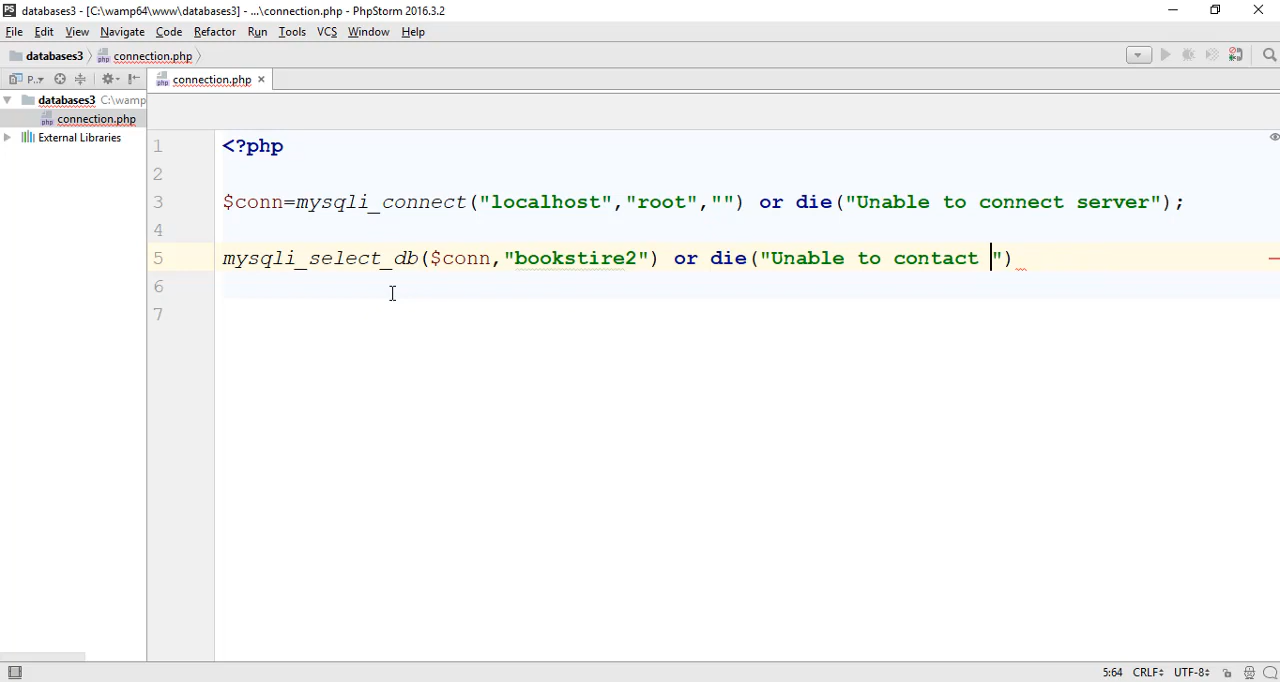 databases3 - [C:\wamp64\www\databases3] - ...\connection.php - PhpStorm 2016.3.2
File Edit View Navigate Code Refactor Run Tools VCS Window Help
databases3 connection.php
P.. connection.php
databases3 C:\wamp
connection.php
External Libraries
1 <?php
2
3 $conn=mysqli_connect("localhost","root","") or die("Unable to connect server");
4
5 mysqli_select_db($conn,"bookstire2") or die("Unable to contact ")
6
7
5:64 CRLF UTF-8